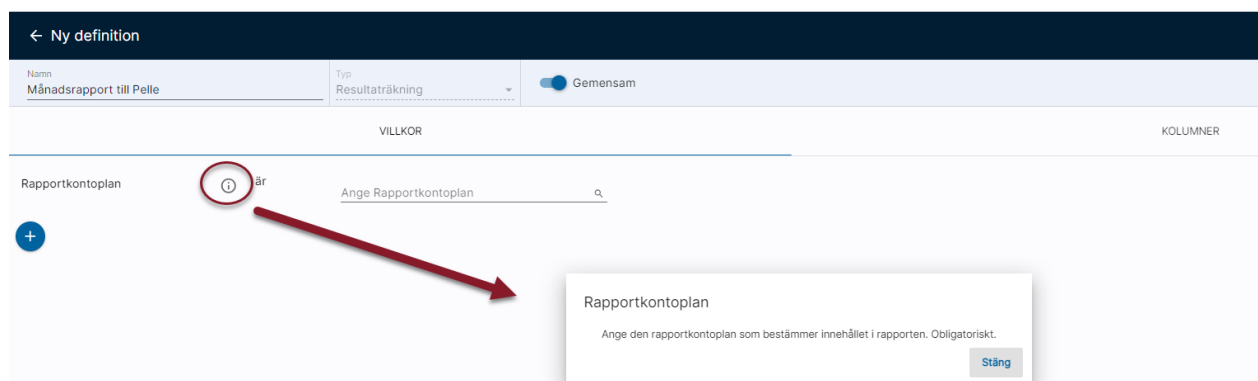 ← Ny definition
Namn
Månadsrapport till Pelle
Typ
Resultaträkning
Gemensam
VILLKOR
KOLUMNER
Rapportkontoplan
är
Ange Rapportkontoplan
Rapportkontoplan
Ange den rapportkontoplan som bestämmer innehållet i rapporten. Obligatoriskt.
Stäng